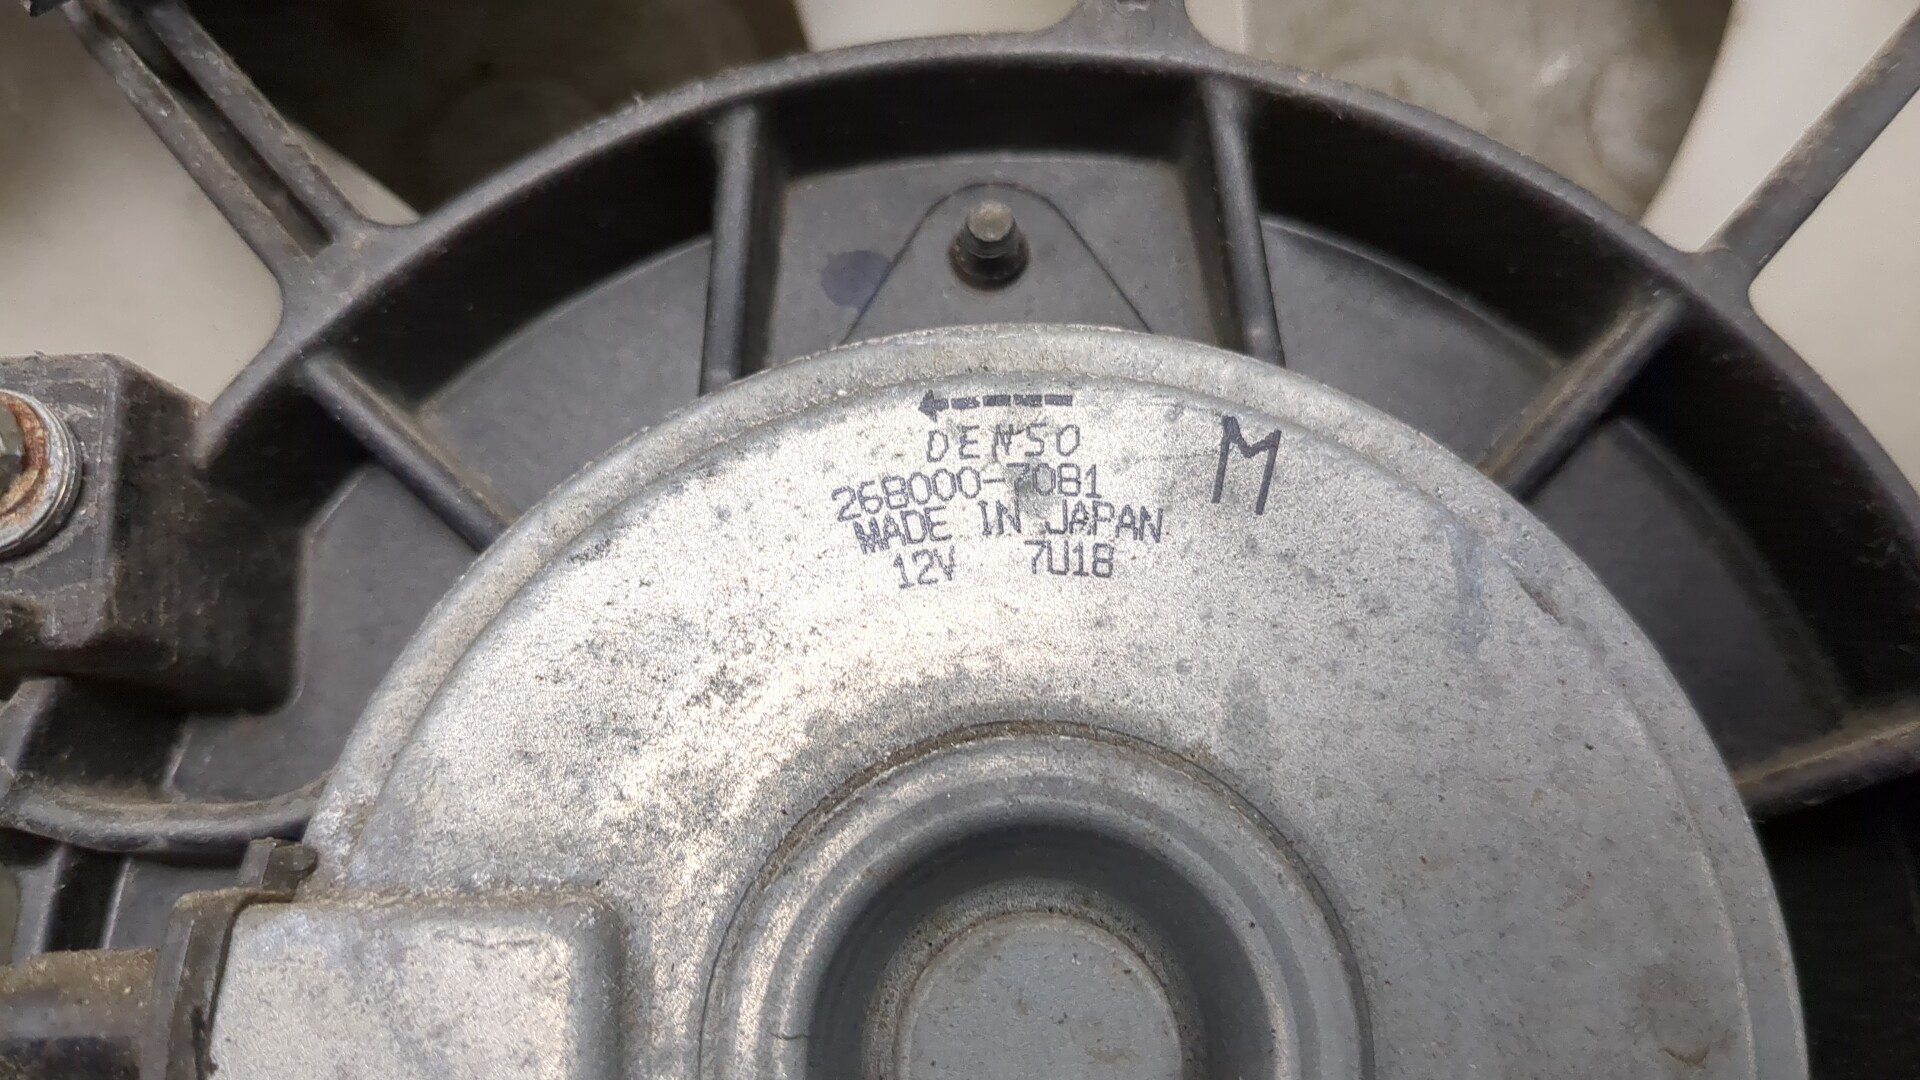 DENSO
268000-7081
MADE IN JAPAN
12V 7U18
M